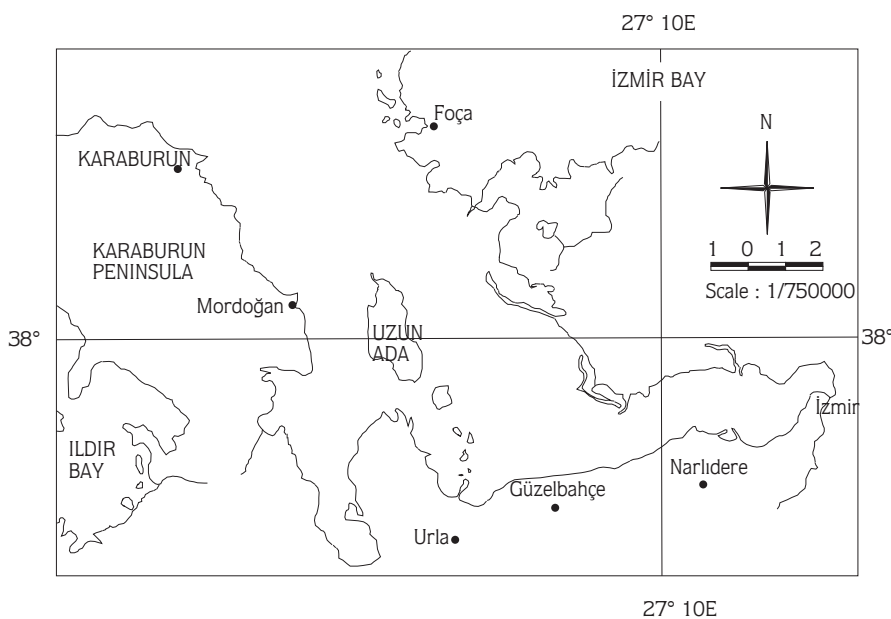 27° 10E
İZMİR BAY
Foça
N
KARABURUN
KARABURUN
PENINSULA
1 0 1 2
Scale : 1/750000
Mordoğan
38°
UZUN
ADA
38°
İzmir
ILDIR
BAY
Narlıdere
Güzelbahçe
Urla
27° 10E